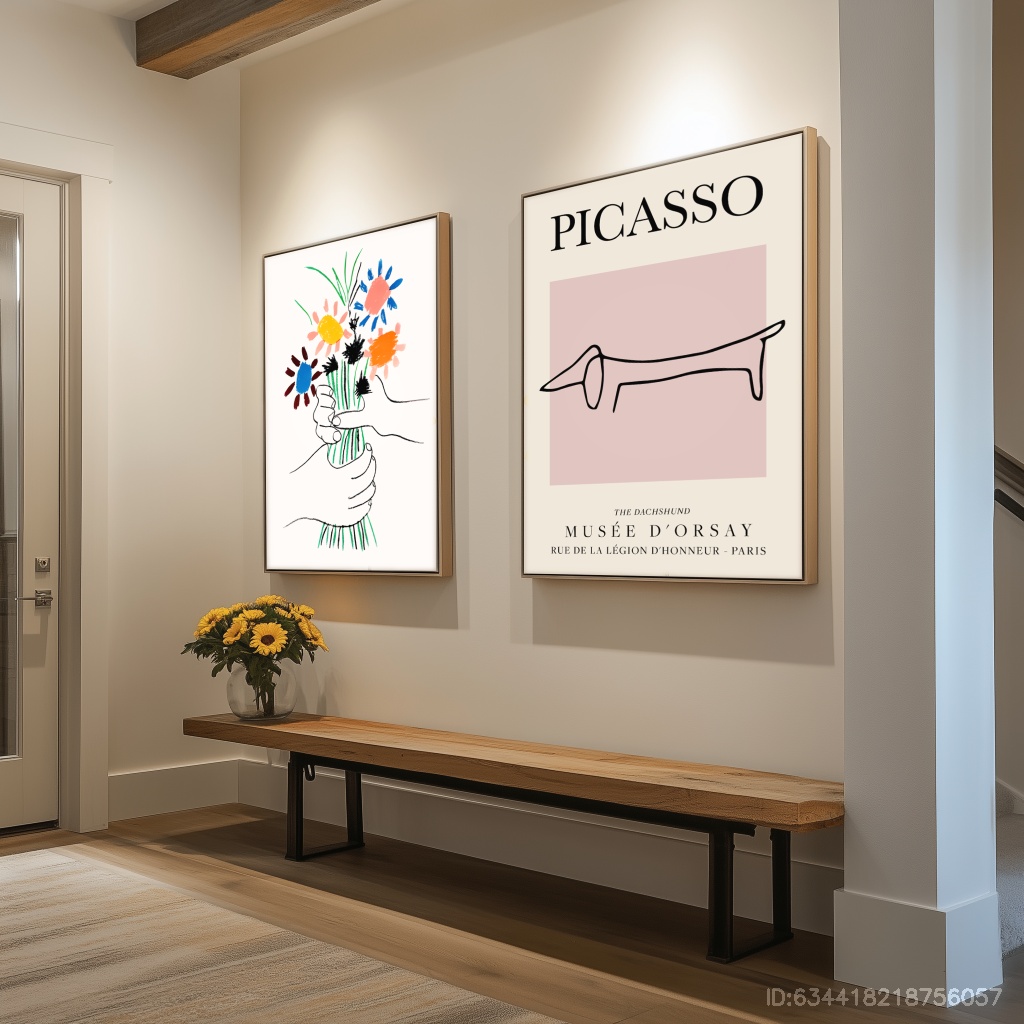 PICASSO
THE DACHSHUND
MUSÉE D'ORSAY
RUE DE LA LÉGION D'HONNEUR - PARIS
ID:634418218756057